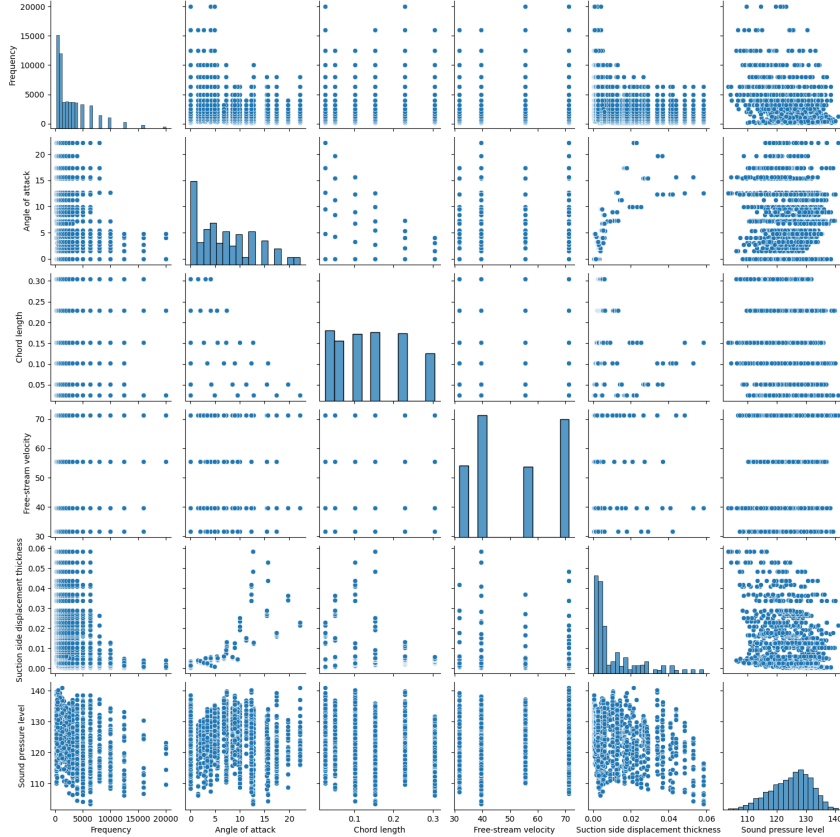 20000
15000
10000
5000
0
Frequency
20
15
10
5
0
Angle of attack
0.30
0.25
0.20
0.15
0.10
0.05
Chord length
70
60
50
40
30
Free-stream velocity
0.06
0.05
0.04
0.03
0.02
0.01
0.00
Suction side displacement thickness
140
130
120
110
Sound pressure level
0 5000 10000 15000 20000
0 10 20
0.1 0.2 0.3
30 40 50 60 70
0.00 0.02 0.04 0.06
110 120 130 140
Frequency Angle of attack Chord length Free-stream velocity Suction side displacement thickness Sound pressure level